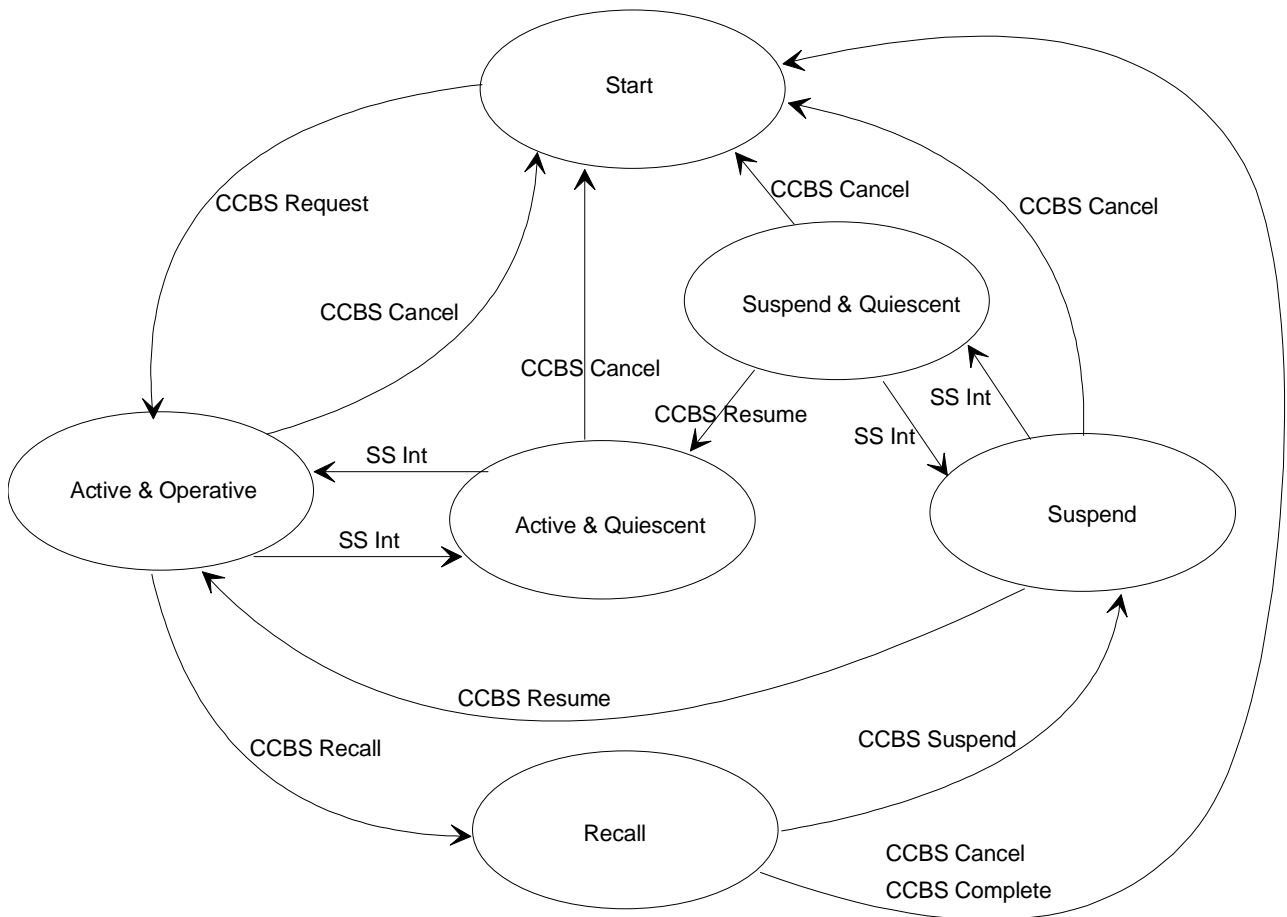 Start
CCBS Request
CCBS Cancel
CCBS Cancel
CCBS Cancel
Suspend & Quiescent
CCBS Cancel
CCBS Cancel
SS Int
CCBS Resume
SS Int
SS Int
Active & Operative
Active & Quiescent
Suspend
SS Int
CCBS Resume
CCBS Suspend
CCBS Recall
Recall
CCBS Cancel
CCBS Complete